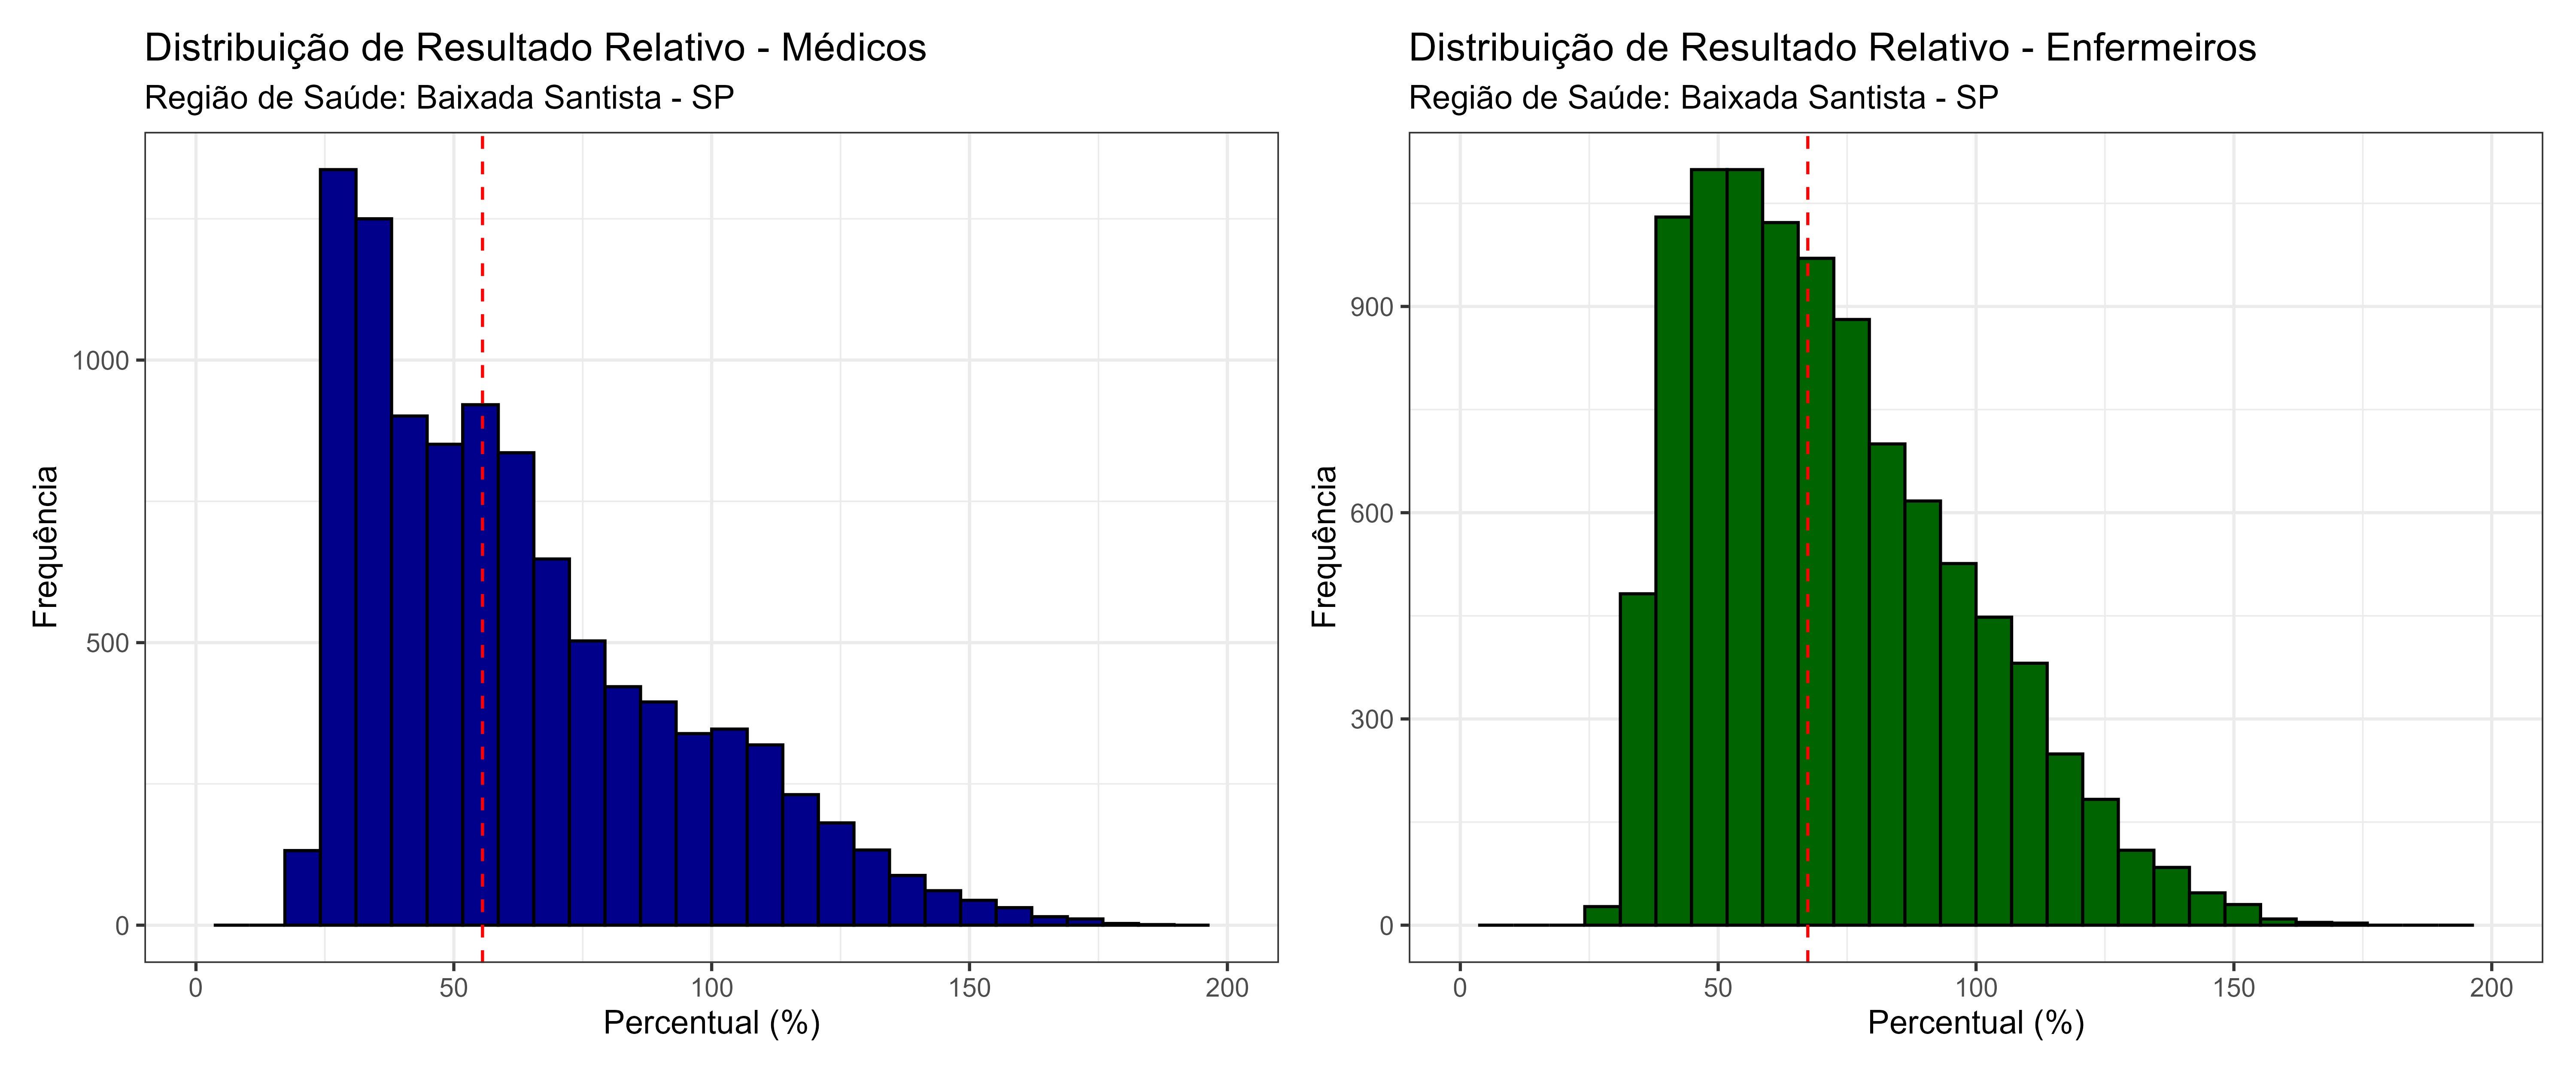 Distribuição de Resultado Relativo - Médicos
Região de Saúde: Baixada Santista - SP
Frequência
1000
500
0
0 50 100 150 200
Percentual (%)
Distribuição de Resultado Relativo - Enfermeiros
Região de Saúde: Baixada Santista - SP
Frequência
900
600
300
0
0 50 100 150 200
Percentual (%)